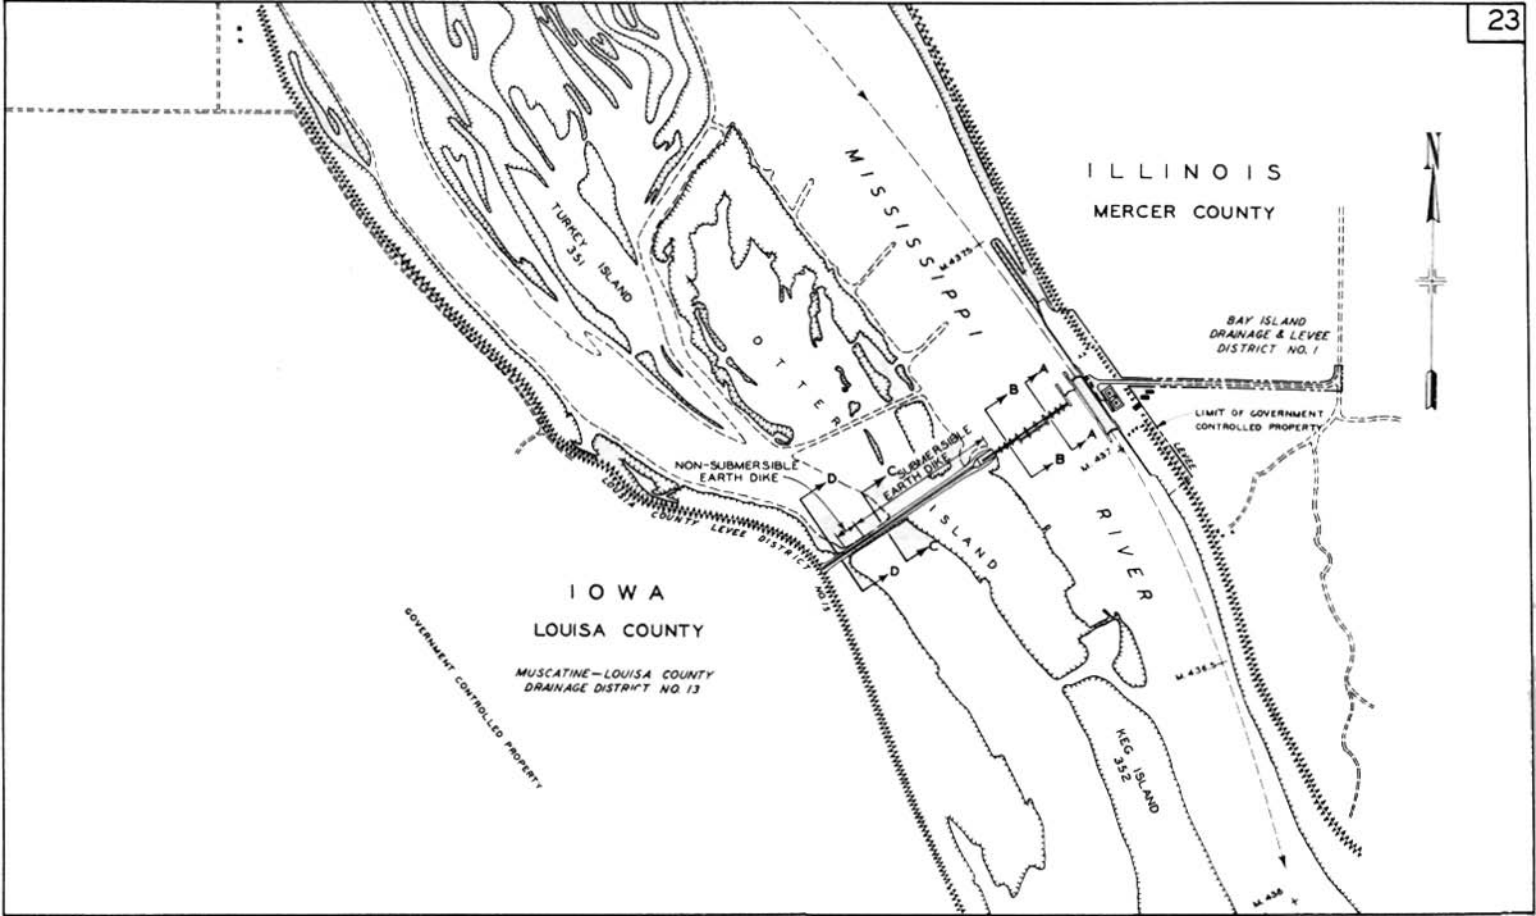 23
N
ILLINOIS
MERCER COUNTY
MISSISSIPPI
M.437.5
TURKEY ISLAND
351
BAY ISLAND
DRAINAGE & LEVEE
DISTRICT NO. 1
OTTER
A
B
LIMIT OF GOVERNMENT
CONTROLLED PROPERTY
LEVEE
A
B
M. 437
NON-SUBMERSIBLE
EARTH DIKE
D
C
SUBMERSIBLE
EARTH DIKE
LOUISA COUNTY LEVEE DISTRICT NO. 13
ISLAND
C
D
RIVER
IOWA
LOUISA COUNTY
MUSCATINE-LOUISA COUNTY
DRAINAGE DISTRICT NO. 13
GOVERNMENT CONTROLLED PROPERTY
M. 436.5
KEG ISLAND
352
M. 436